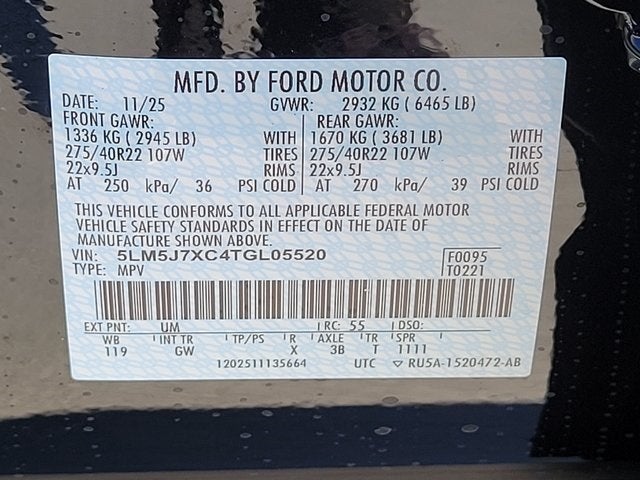 MFD. BY FORD MOTOR CO.
DATE: 11/25 GVWR: 2932 KG ( 6465 LB)
FRONT GAWR: REAR GAWR:
1336 KG ( 2945 LB) WITH 1670 KG ( 3681 LB) WITH
275/40R22 107W TIRES 275/40R22 107W TIRES
22x9.5J RIMS 22x9.5J RIMS
AT 250 kPa/ 36 PSI COLD AT 270 kPa/ 39 PSI COLD
THIS VEHICLE CONFORMS TO ALL APPLICABLE FEDERAL MOTOR
VEHICLE SAFETY STANDARDS IN EFFECT ON THE DATE OF
MANUFACTURE SHOWN ABOVE.
VIN: 5LM5J7XC4TGL05520 F0095
TYPE: MPV T0221
EXT PNT: UM RC: 55 DSO:
WB INT TR TP/PS R AXLE TR SPR
119 GW X 3B T 1111
1202511135664 UTC ▽ RU5A-1520472-AB